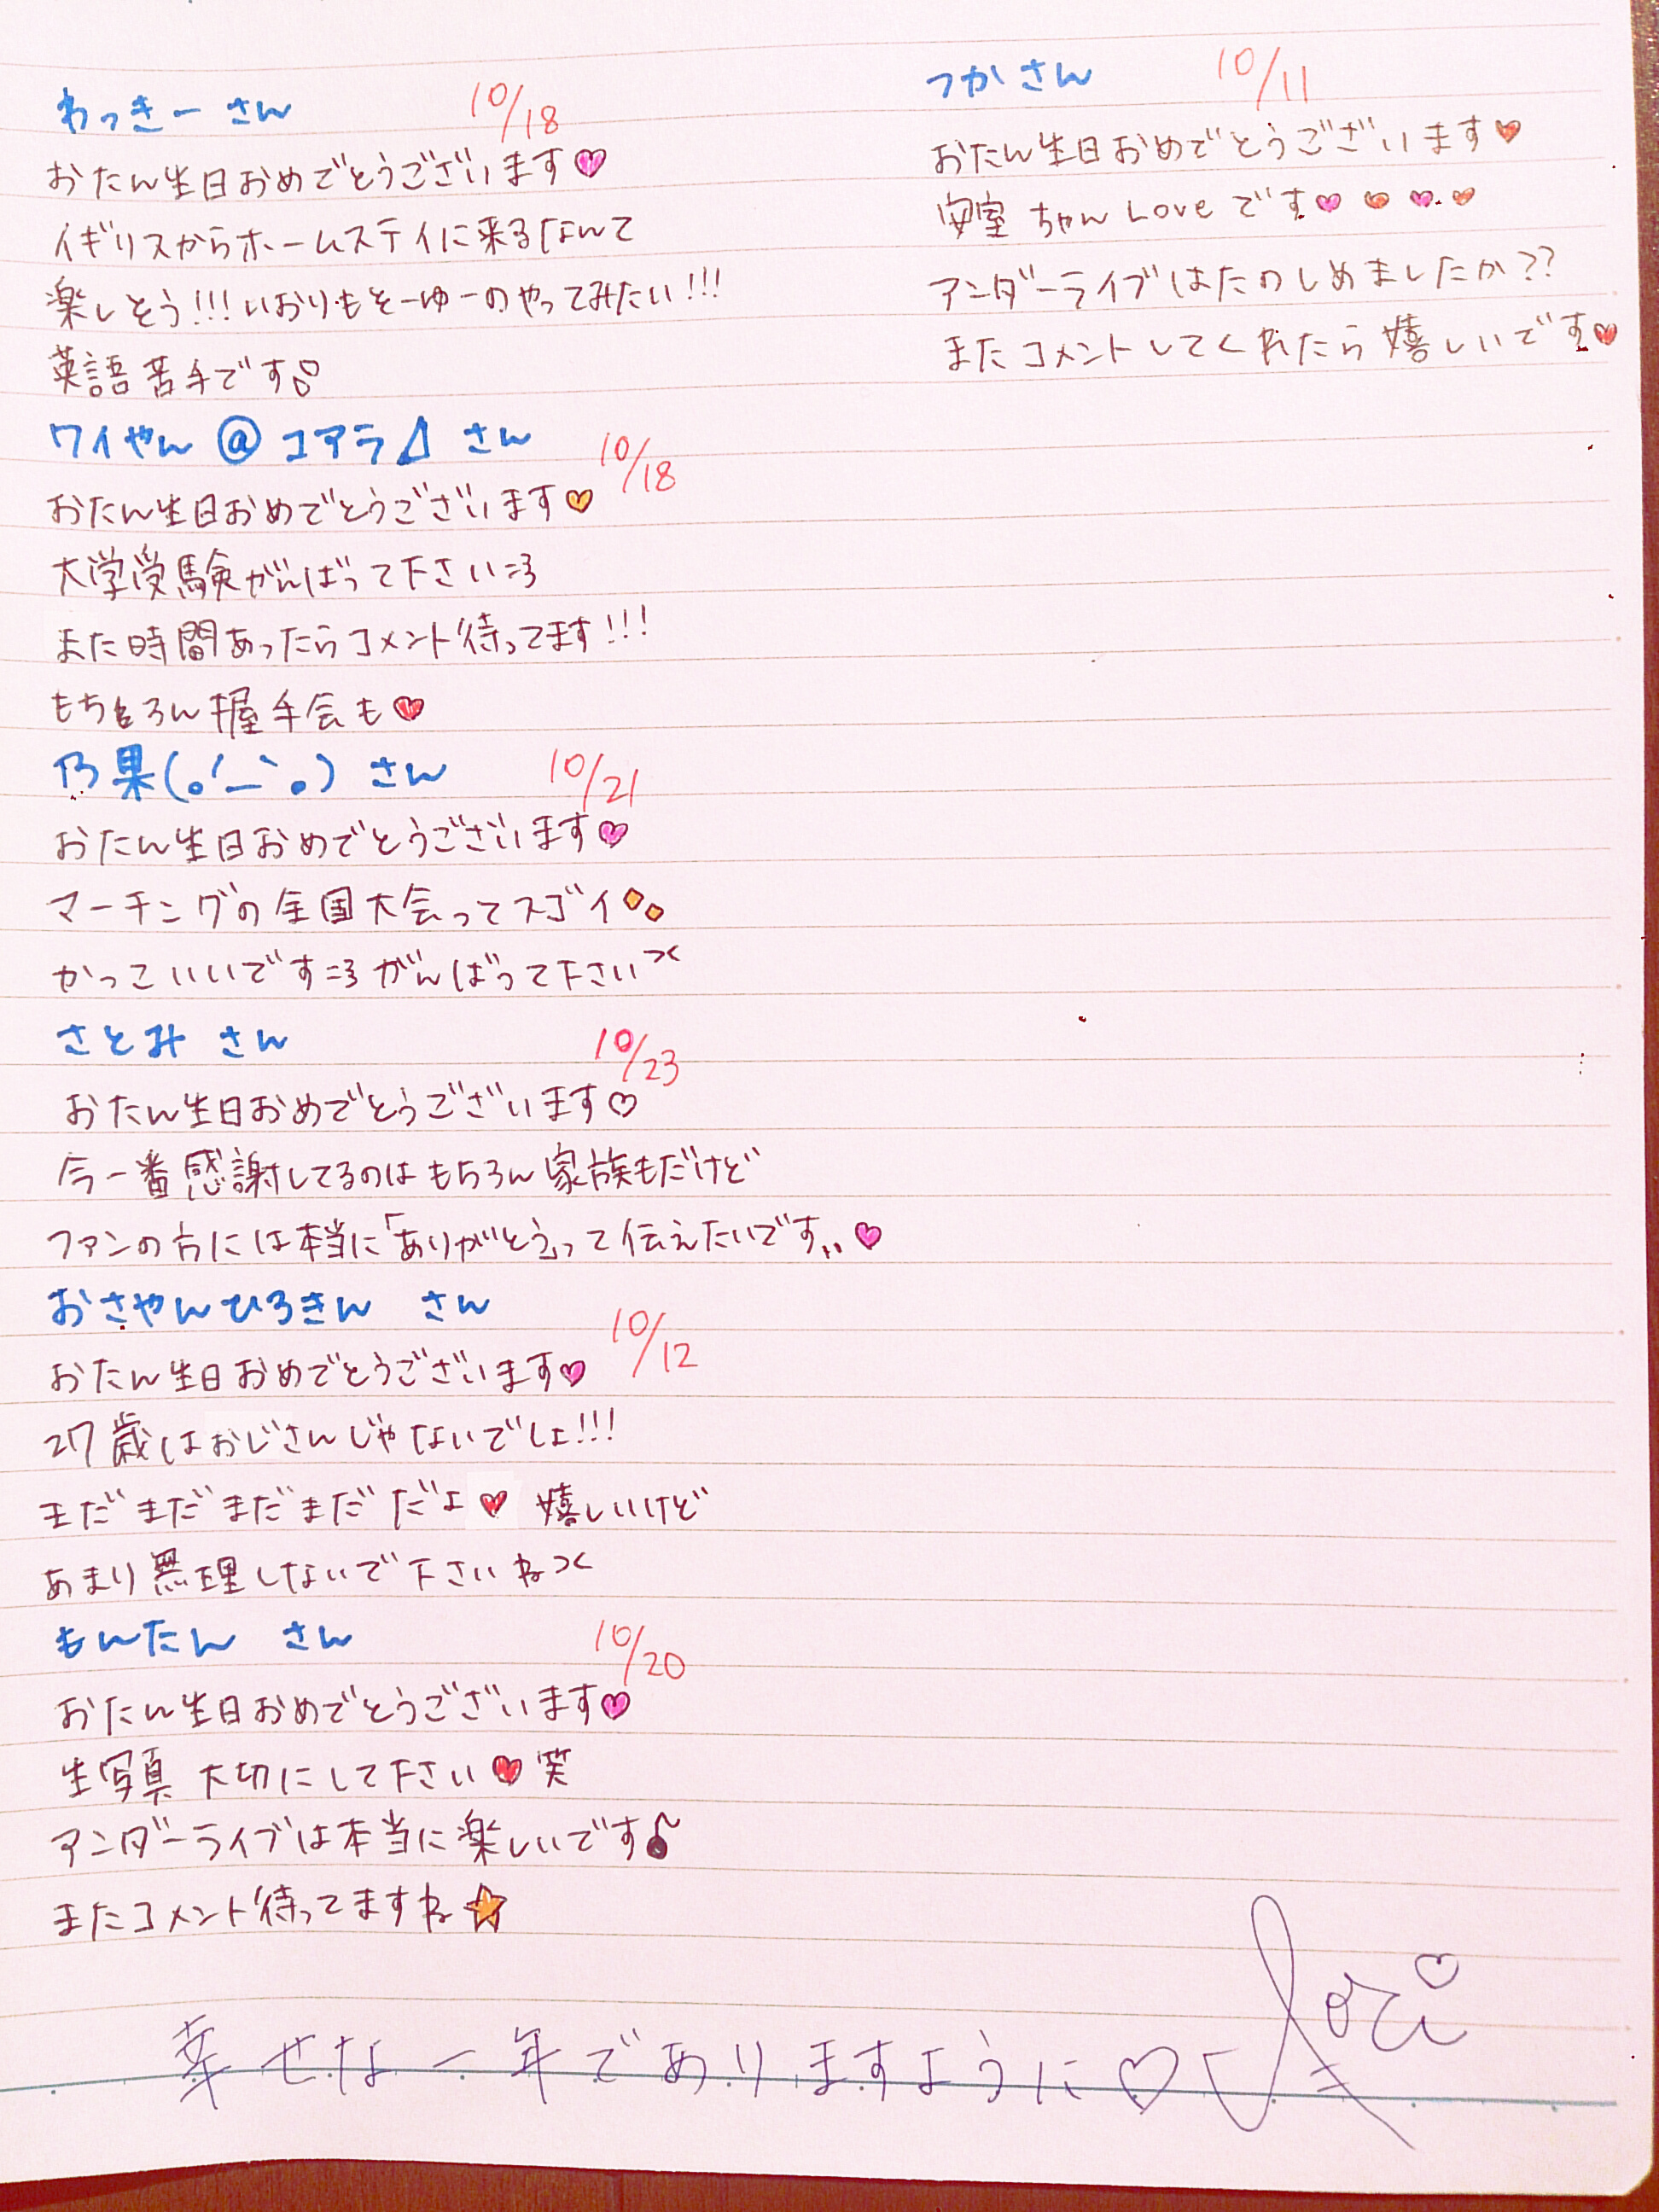 わっきーさん 10/18
おたん生日おめでとうございます♥
イギリスからホームステイに来るなんて
楽しそう!!!いおりもそーゆーのやってみたい!!!
英語苦手です
ワイやん@コアラ⊿ さん 10/18
おたん生日おめでとうございます♥
大学受験がんばって下さい
また時間あったらコメント待ってます!!!
もちろん握手会も♥
乃果(｡'_`｡) さん 10/21
おたん生日おめでとうございます♥
マーチングの全国大会ってスゴイ
かっこいいですがんばって下さい
さとみ さん 10/23
おたん生日おめでとうございます♡
今一番感謝してるのはもちろん家族もだけど
ファンの方には本当に「ありがとう」って伝えたいです,,♥
おさやんひろきん さん 10/12
おたん生日おめでとうございます♥
27歳はおじさんじゃないでしょ!!!
まだまだまだまだだよ♥ 嬉しいけど
あまり無理しないで下さいね
もんたん さん 10/20
おたん生日おめでとうございます♥
生写真 大切にして下さい♥笑
アンダーライブは本当に楽しいです♪
またコメント待ってますね★
つかさん 10/11
おたん生日おめでとうございます♥
安室ちゃんLoveです♥♥♥♥
アンダーライブはたのしめましたか??
またコメントしてくれたら嬉しいです♥
幸せな一年でありますように♡ Iori♡